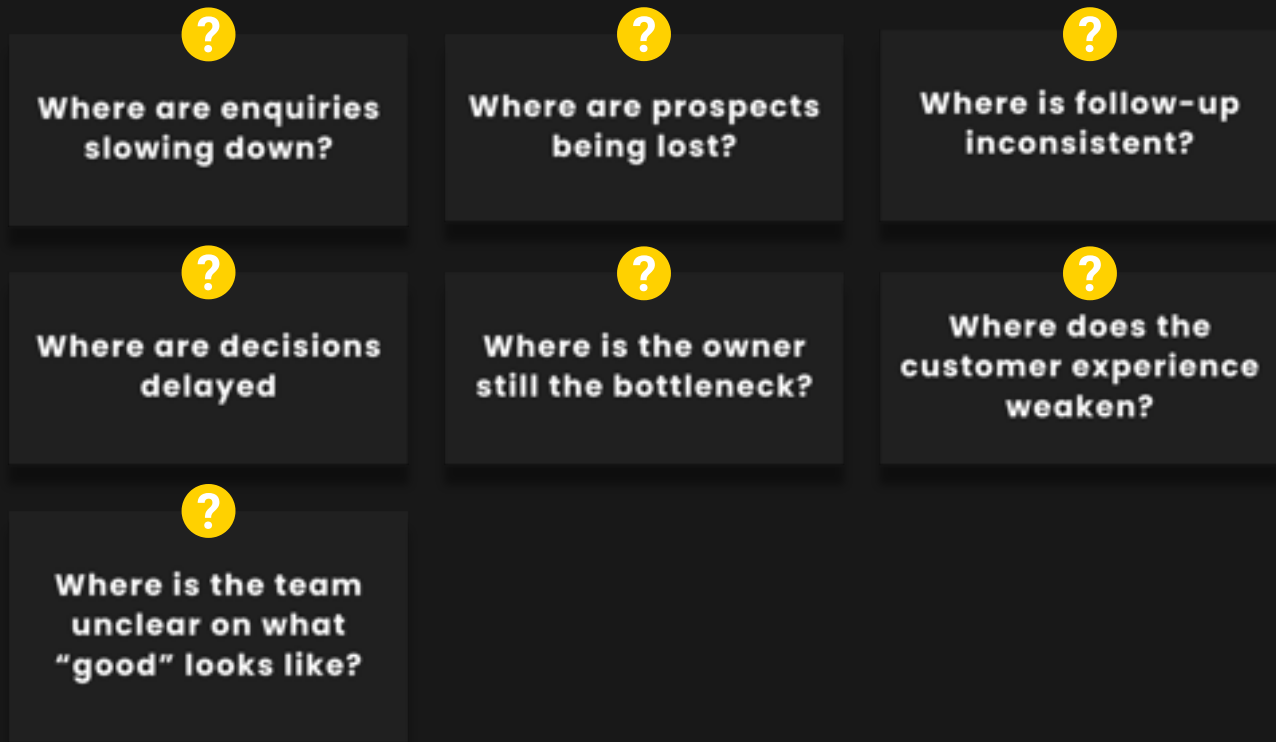 ?
Where are enquiries
slowing down?
?
Where are prospects
being lost?
?
Where is follow-up
inconsistent?
?
Where are decisions
delayed
?
Where is the owner
still the bottleneck?
?
Where does the
customer experience
weaken?
?
Where is the team
unclear on what
“good” looks like?